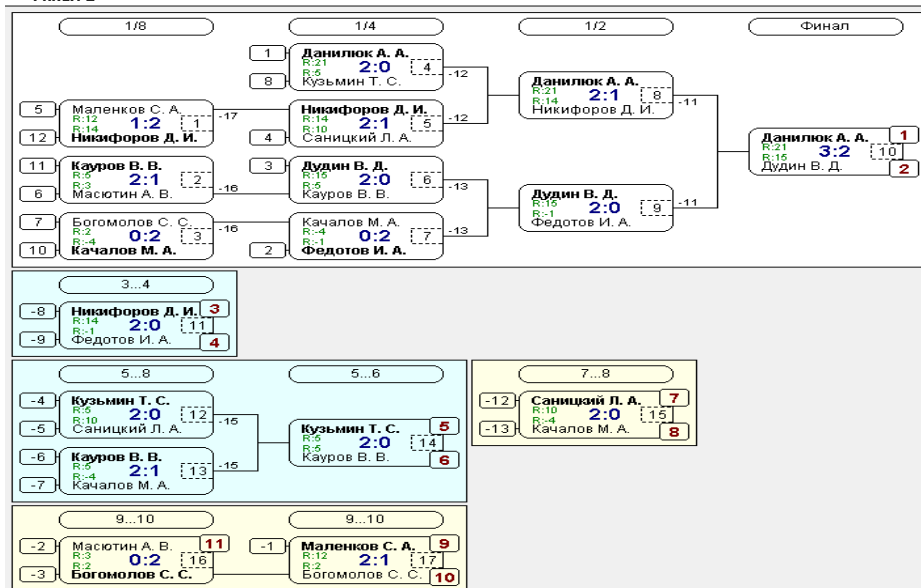 1/8
1/4
1/2
Финал
1
Данилюк А. А.
R:21
R:5
2:0
4
-12
8
Кузьмин Т. С.
Данилюк А. А.
R:21
R:14
2:1
8
-11
Никифоров Д. И.
5
Маленков С. А.
R:12
R:14
1:2
1
-17
12
Никифоров Д. И.
Никифоров Д. И.
R:14
R:10
2:1
5
-12
4
Саницкий Л. А.
Данилюк А. А.
1
R:21
R:15
3:2
10
Дудин В. Д.
2
11
Кауров В. В.
R:5
R:3
2:1
2
-16
6
Масютин А. В.
3
Дудин В. Д.
R:15
R:5
2:0
6
-13
Кауров В. В.
Дудин В. Д.
R:15
R:-1
2:0
9
-11
Федотов И. А.
7
Богомолов С. С.
R:2
R:-4
0:2
3
-16
10
Качалов М. А.
Качалов М. А.
R:-4
R:-1
0:2
7
-13
2
Федотов И. А.
3...4
-8
Никифоров Д. И.
3
R:14
R:-1
2:0
11
-9
Федотов И. А.
4
5...8
5...6
7...8
-4
Кузьмин Т. С.
R:5
R:10
2:0
12
-15
-5
Саницкий Л. А.
-12
Саницкий Л. А.
7
R:10
R:-4
2:0
15
-13
Качалов М. А.
8
Кузьмин Т. С.
5
R:5
R:5
2:0
14
Кауров В. В.
6
-6
Кауров В. В.
R:5
R:-4
2:1
13
-15
-7
Качалов М. А.
9...10
9...10
-2
Масютин А. В.
11
R:3
R:2
0:2
16
-3
Богомолов С. С.
-1
Маленков С. А.
9
R:12
R:2
2:1
17
Богомолов С. С.
10